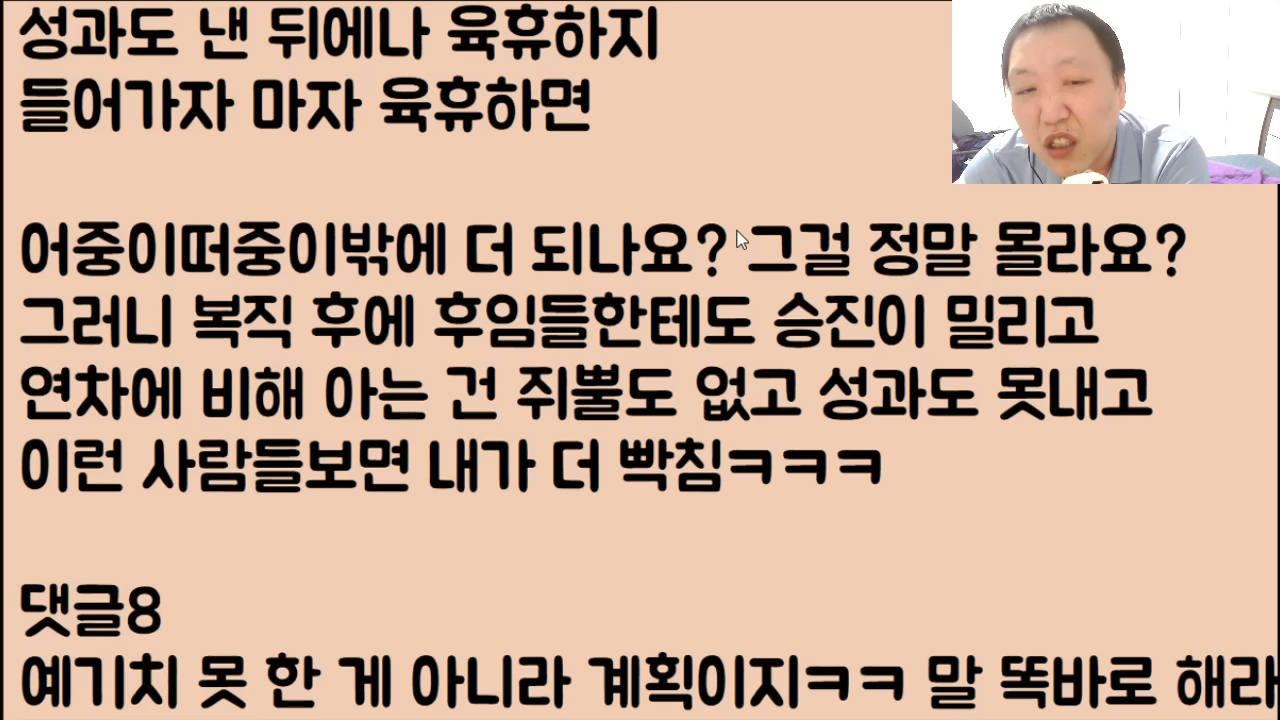 성과도 낸 뒤에나 육휴하지
들어가자 마자 육휴하면
어중이떠중이밖에 더 되나요? 그걸 정말 몰라요?
그러니 복직 후에 후임들한테도 승진이 밀리고
연차에 비해 아는 건 쥐뿔도 없고 성과도 못내고
이런 사람들보면 내가 더 빡침ㅋㅋㅋ
댓글8
예기치 못 한 게 아니라 계획이지ㅋㅋ 말 똑바로 해라